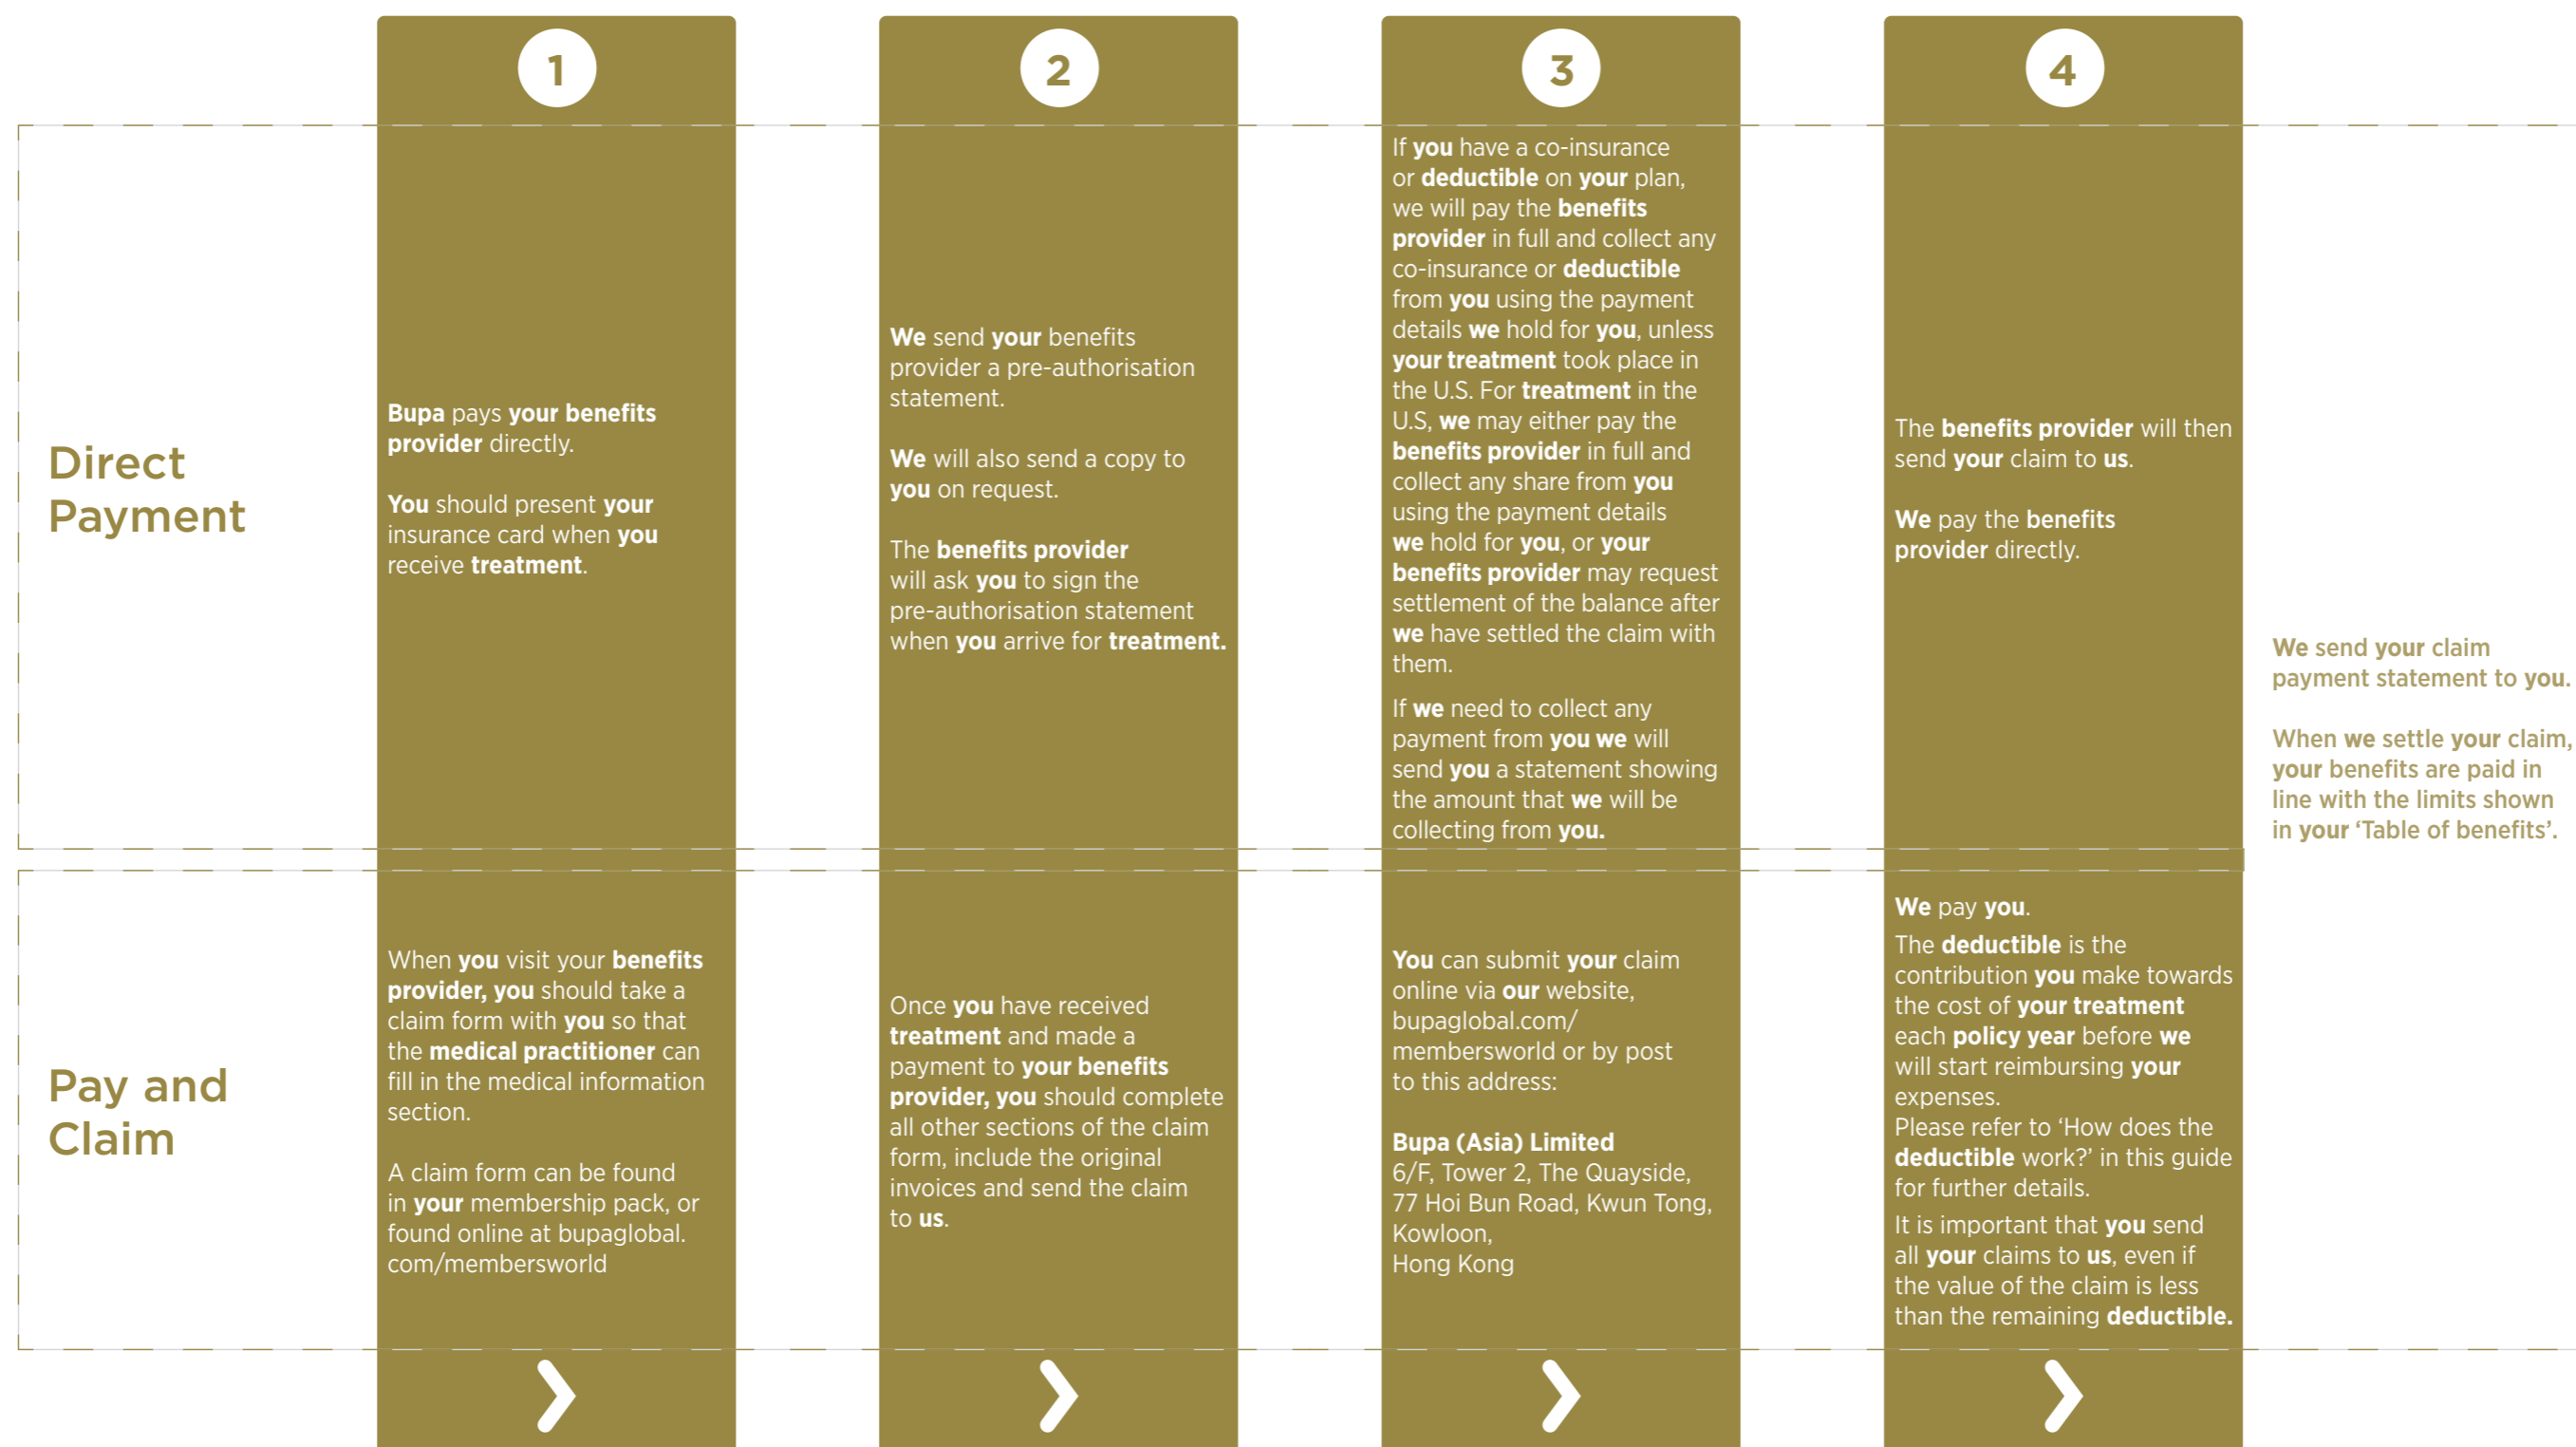 1
2
3
4
Direct
Payment
Bupa pays your benefits
provider directly.
You should present your
insurance card when you
receive treatment.
We send your benefits
provider a pre-authorisation
statement.
We will also send a copy to
you on request.
The benefits provider
will ask you to sign the
pre-authorisation statement
when you arrive for treatment.
If you have a co-insurance
or deductible on your plan,
we will pay the benefits
provider in full and collect any
co-insurance or deductible
from you using the payment
details we hold for you, unless
your treatment took place in
the U.S. For treatment in the
U.S, we may either pay the
benefits provider in full and
collect any share from you
using the payment details
we hold for you, or your
benefits provider may request
settlement of the balance after
we have settled the claim with
them.
If we need to collect any
payment from you we will
send you a statement showing
the amount that we will be
collecting from you.
The benefits provider will then
send your claim to us.
We pay the benefits
provider directly.
We send your claim
payment statement to you.
When we settle your claim,
your benefits are paid in
line with the limits shown
in your ‘Table of benefits’.
Pay and
Claim
When you visit your benefits
provider, you should take a
claim form with you so that
the medical practitioner can
fill in the medical information
section.
A claim form can be found
in your membership pack, or
found online at bupaglobal.
com/membersworld
Once you have received
treatment and made a
payment to your benefits
provider, you should complete
all other sections of the claim
form, include the original
invoices and send the claim
to us.
You can submit your claim
online via our website,
bupaglobal.com/
membersworld or by post
to this address:
Bupa (Asia) Limited
6/F, Tower 2, The Quayside,
77 Hoi Bun Road, Kwun Tong,
Kowloon,
Hong Kong
We pay you.
The deductible is the
contribution you make towards
the cost of your treatment
each policy year before we
will start reimbursing your
expenses.
Please refer to ‘How does the
deductible work?’ in this guide
for further details.
It is important that you send
all your claims to us, even if
the value of the claim is less
than the remaining deductible.